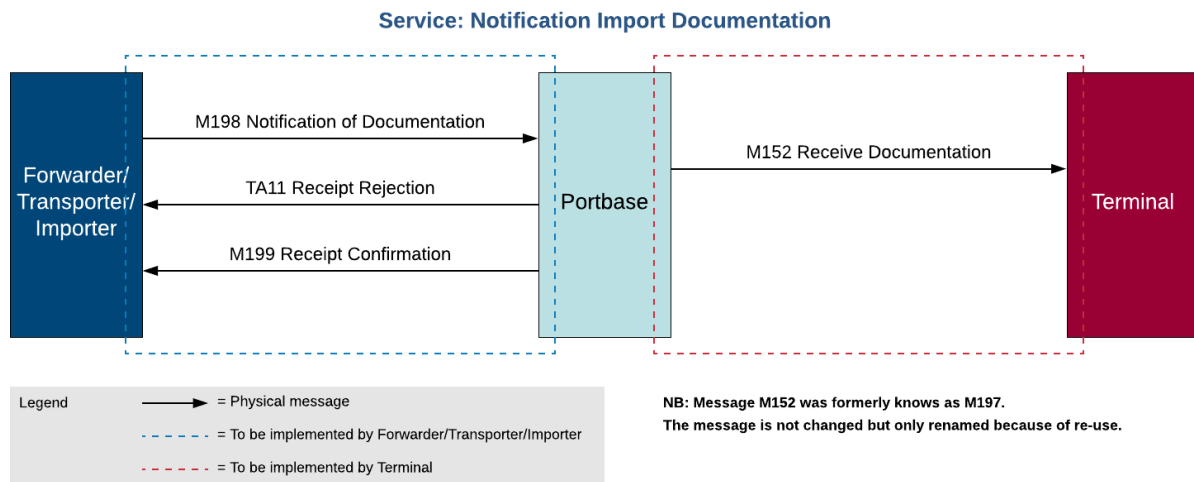 Service: Notification Import Documentation
M198 Notification of Documentation
M152 Receive Documentation
Forwarder/
Transporter/
Importer
TA11 Receipt Rejection
Portbase
Terminal
M199 Receipt Confirmation
Legend
= Physical message
= To be implemented by Forwarder/Transporter/Importer
= To be implemented by Terminal
NB: Message M152 was formerly knows as M197.
The message is not changed but only renamed because of re-use.